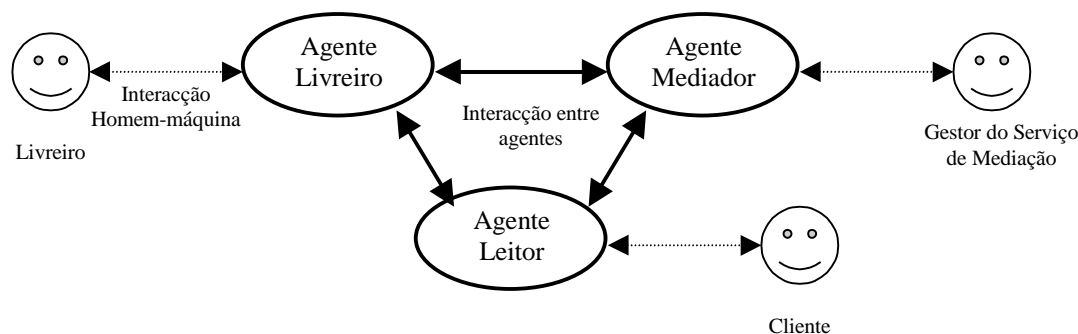 Agente
Livreiro
Agente
Mediador
Interacção
Homem-máquina
Interacção entre
agentes
Livreiro
Gestor do Serviço
de Mediação
Agente
Leitor
Cliente